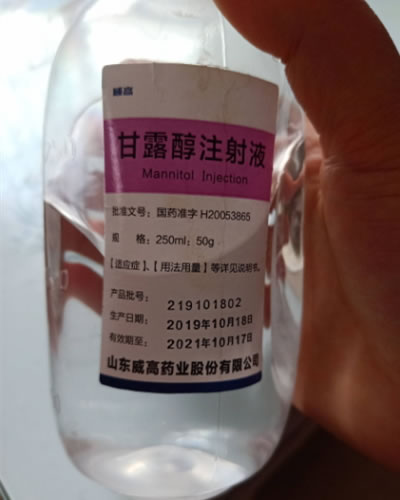 威高
甘露醇注射液
Mannitol Injection
批准文号：国药准字 H20053865
规 格：250ml：50g
【适应症】、【用法用量】等详见说明书。
产品批号： 219101802
生产日期： 2019年10月18日
有效期至： 2021年10月17日
山东威高药业股份有限公司